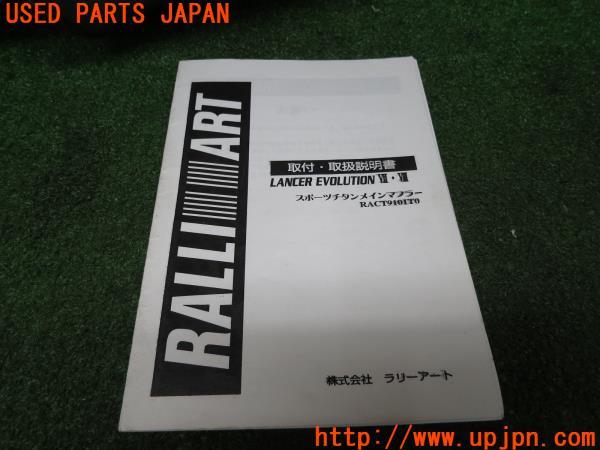 USED PARTS JAPAN
RALLI ART
取付・取扱説明書
LANCER EVOLUTION Ⅶ・Ⅷ
スポーツチタンメインマフラー
RACT9101T0
株式会社 ラリーアート
http://www.upjpn.com